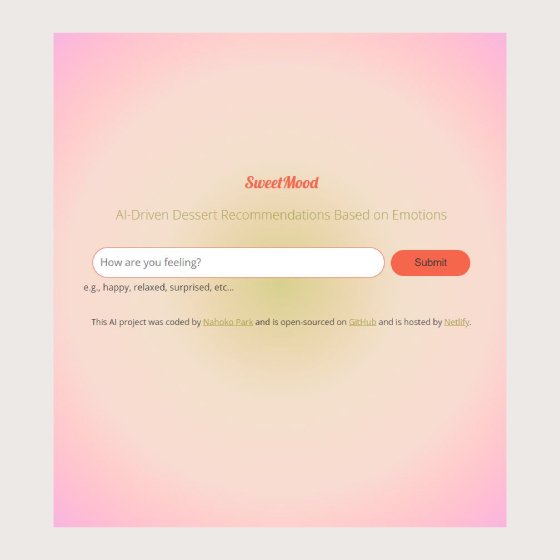 SweetMood
AI-Driven Dessert Recommendations Based on Emotions
How are you feeling?
Submit
e.g., happy, relaxed, surprised, etc...
This AI project was coded by Nahoko Park and is open-sourced on GitHub and is hosted by Netlify.